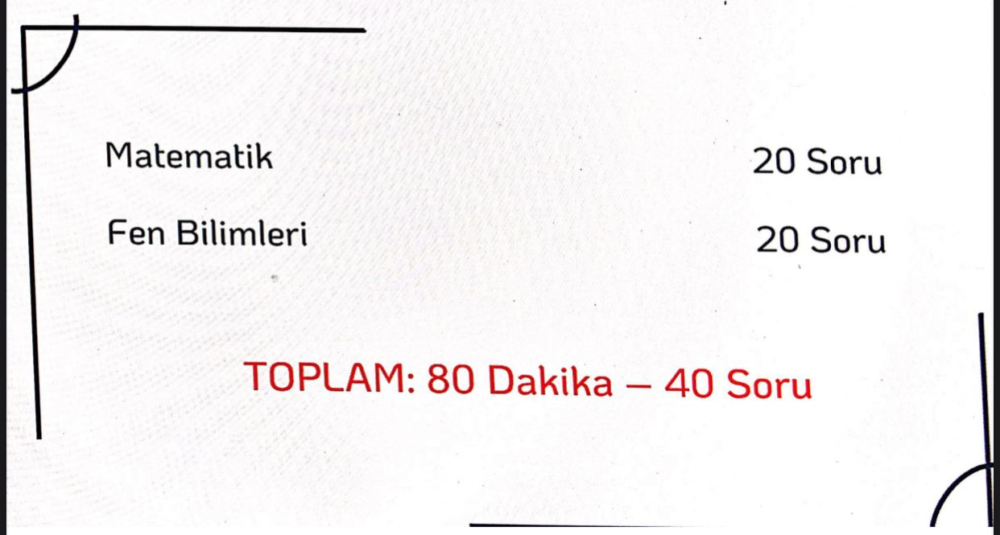 Matematik 20 Soru
Fen Bilimleri 20 Soru
TOPLAM: 80 Dakika – 40 Soru